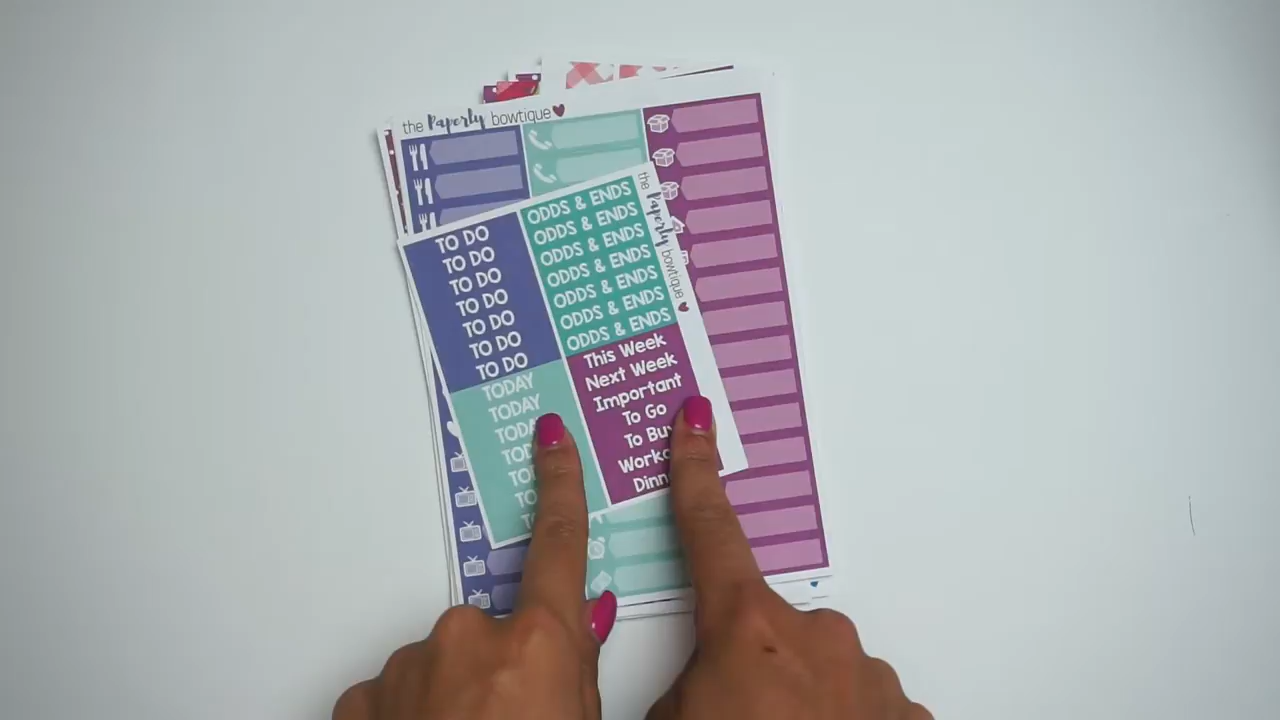 the Paperly bowtique
the Paperly bowtique
TO DO
TO DO
TO DO
TO DO
TO DO
TO DO
TO DO
ODDS & ENDS
ODDS & ENDS
ODDS & ENDS
ODDS & ENDS
ODDS & ENDS
ODDS & ENDS
ODDS & ENDS
TODAY
TODAY
This Week
Next Week
Important
To Go
To Buy